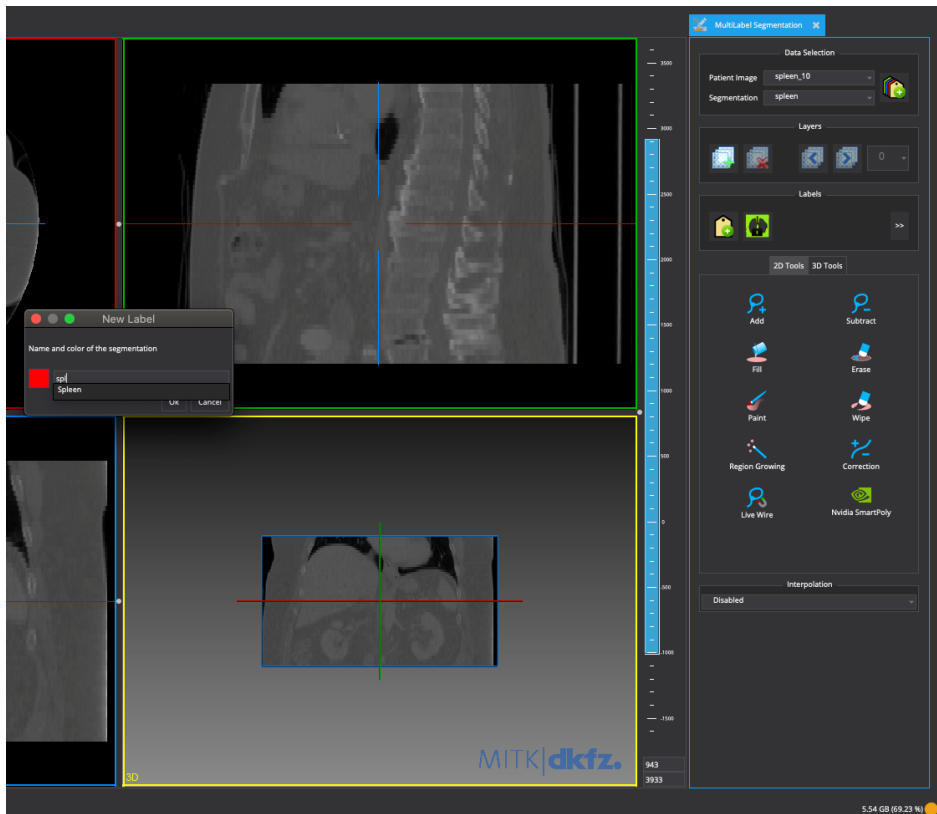 MultiLabel Segmentation
Data Selection
Patient Image spleen_10
Segmentation spleen
Layers
0
Labels
>>
2D Tools 3D Tools
Add Subtract
Fill Erase
Paint Wipe
Region Growing Correction
Live Wire Nvidia SmartPoly
Interpolation
Disabled
3500
3000
2500
2000
1500
1000
500
0
-500
-1000
-1500
943
3933
New Label
Name and color of the segmentation
spl
Spleen
Ok Cancel
3D
MITK|dkfz.
5.54 GB (69.23 %)